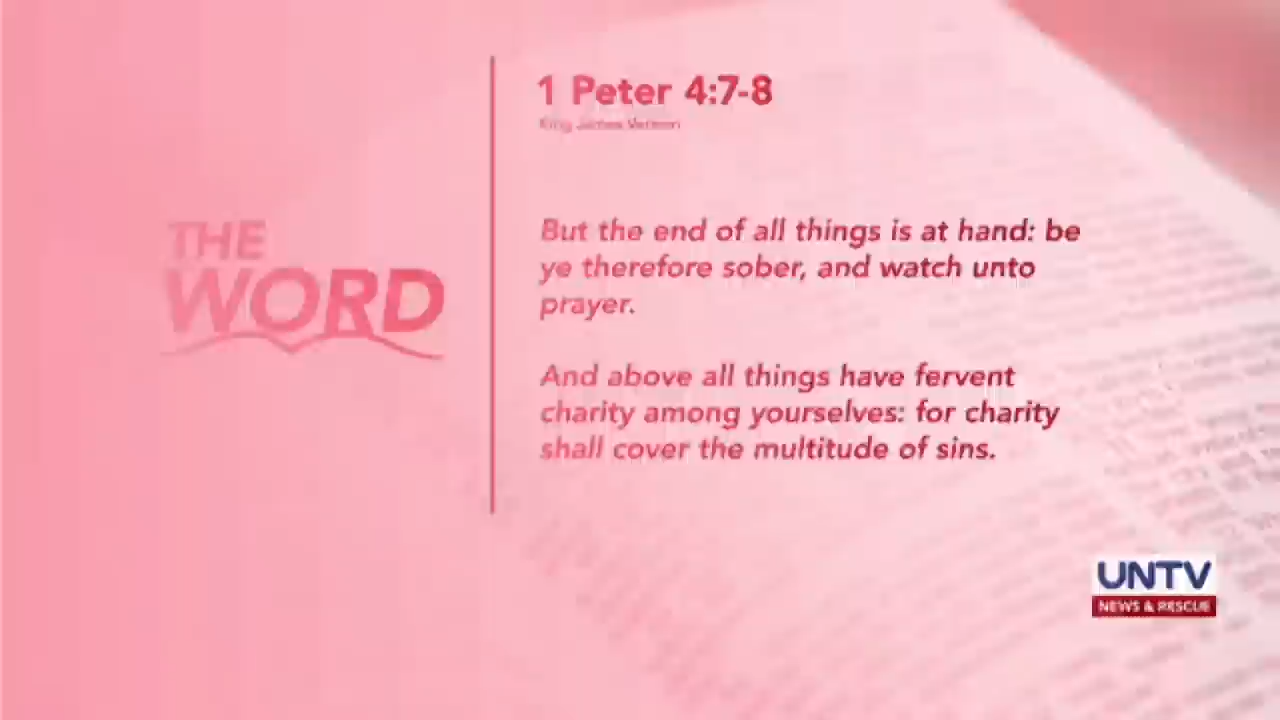 THE
WORD
1 Peter 4:7-8
King James Version
But the end of all things is at hand: be
ye therefore sober, and watch unto
prayer.
And above all things have fervent
charity among yourselves: for charity
shall cover the multitude of sins.
UNTV
NEWS & RESCUE